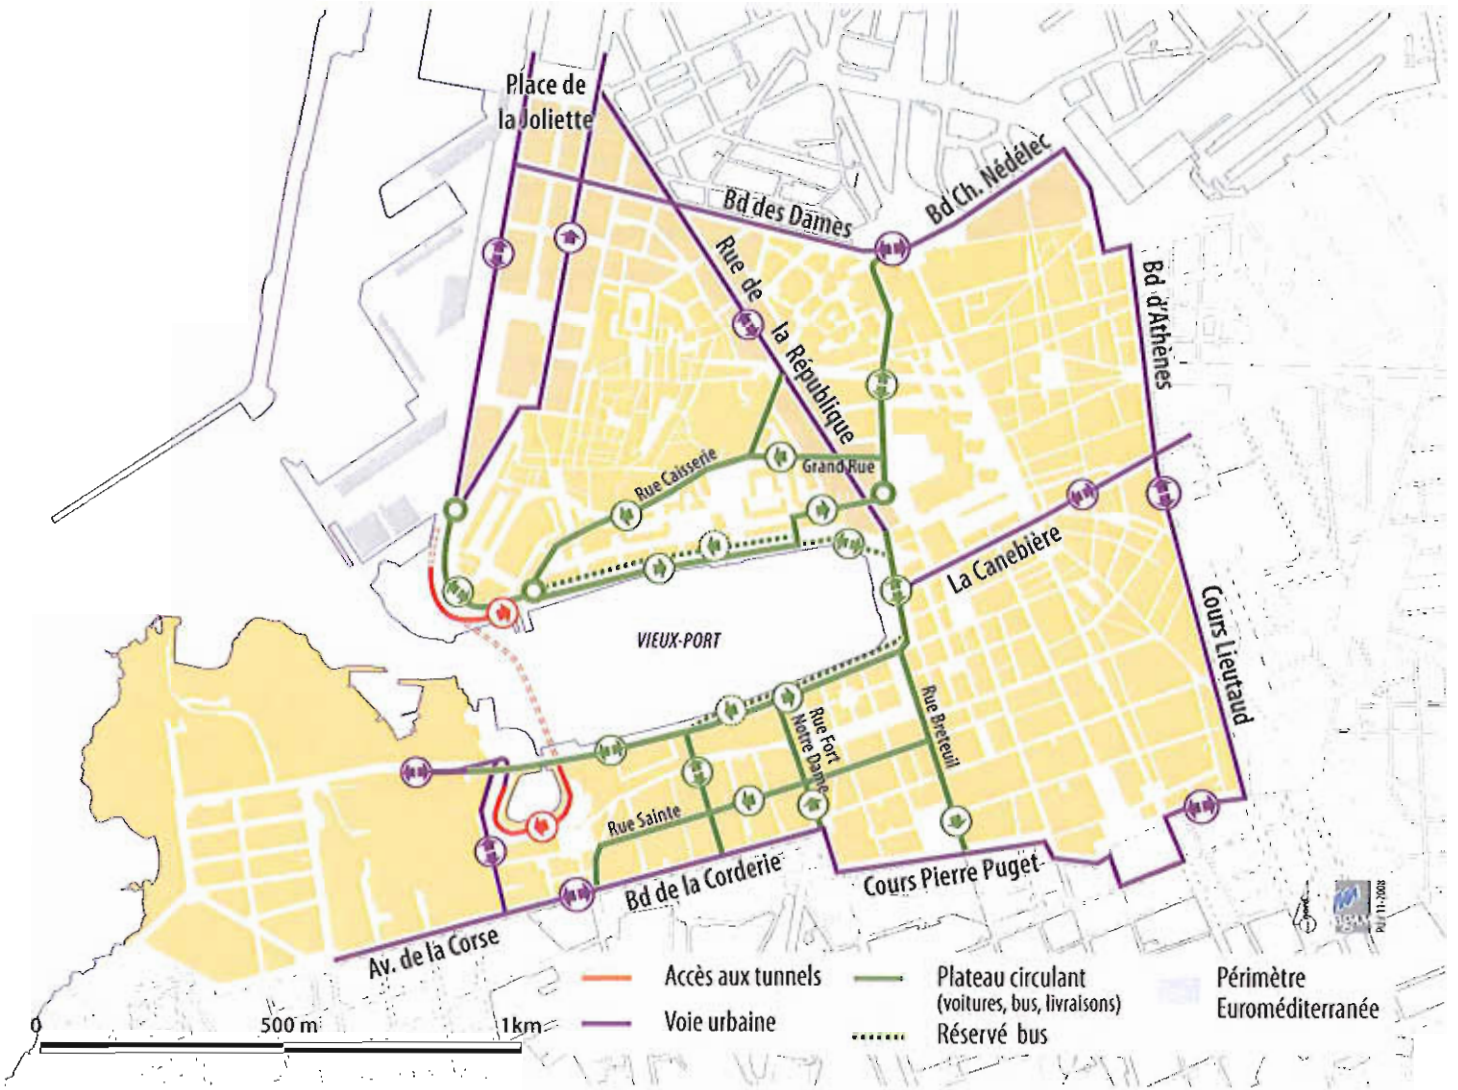 Place de
la Joliette
Bd des Dames
Bd Ch. Nédélec
Rue de
la République
Bd d'Athènes
Rue Caisserie
Grand Rue
La Canebière
VIEUX-PORT
Cours Lieutaud
Rue Fort
Notre Dame
Rue Breteuil
Rue Sainte
Bd de la Corderie
Cours Pierre Puget
Av. de la Corse
0 500 m 1km
Accès aux tunnels
Voie urbaine
Plateau circulant
(voitures, bus, livraisons)
Réservé bus
Périmètre
Euroméditerranée